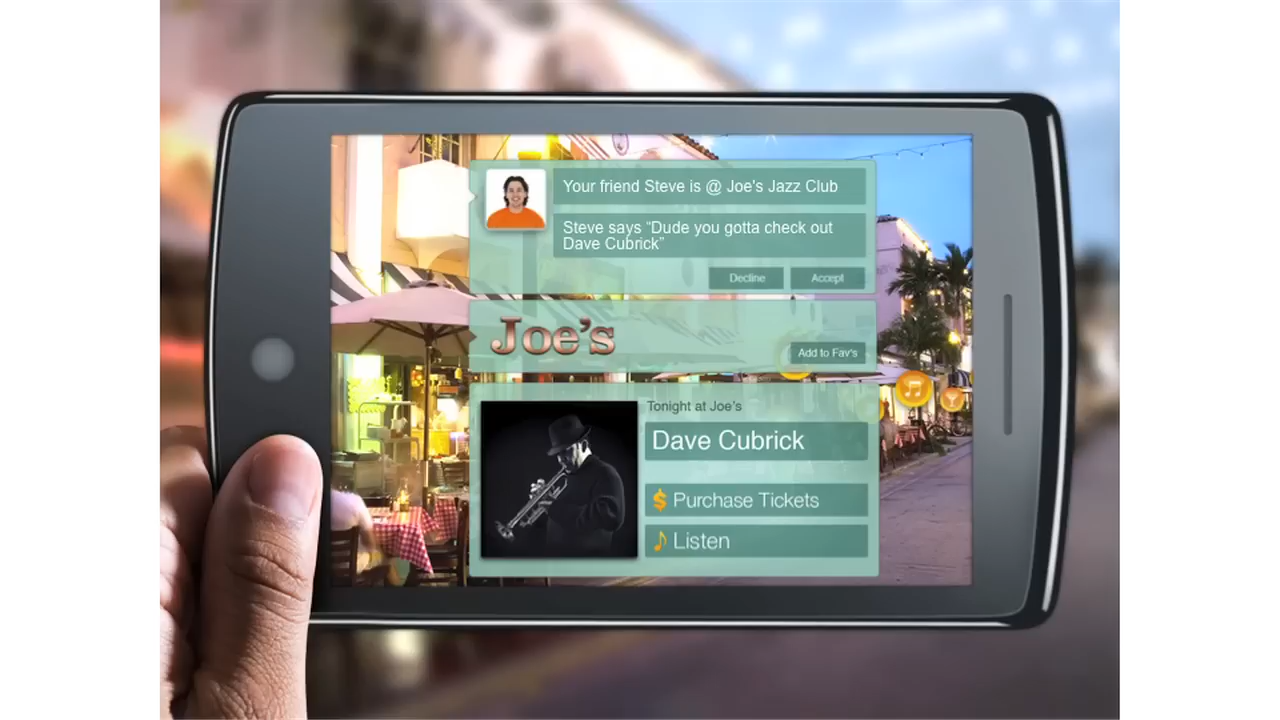 Your friend Steve is @ Joe's Jazz Club
Steve says “Dude you gotta check out
Dave Cubrick”
Decline
Accept
Joe's
Add to Fav's
Tonight at Joe's
Dave Cubrick
$ Purchase Tickets
Listen